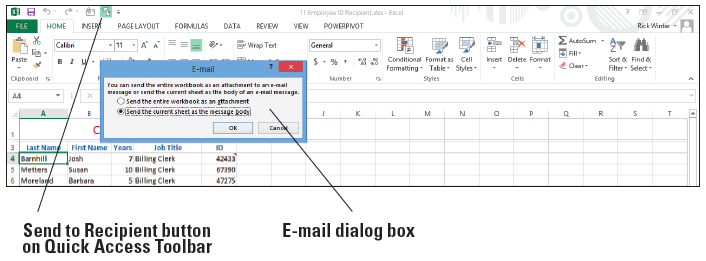 11 Employee ID Recipient.xlsx - Excel
FILE HOME INSERT PAGE LAYOUT FORMULAS DATA REVIEW VIEW POWERPIVOT Rick Winter
Calibri 11 A A Wrap Text General
Paste B I U $ % , Conditional Formatting Format as Table Cell Styles Insert Delete Format AutoSum Fill Clear Sort & Filter Find & Select
Clipboard Number Styles Cells Editing
E-mail ? ×
You can send the entire workbook as an attachment to an e-mail
message or send the current sheet as the body of an e-mail message.
Send the entire workbook as an attachment
Send the current sheet as the message body
OK Cancel
A4
A B J K L M N O P Q R S T
1 C
3 Last Name First Name Years Job Title ID
4 Barnhill Josh 7 Billing Clerk 42433
5 Metters Susan 10 Billing Clerk 67390
6 Moreland Barbara 5 Billing Clerk 47275
Send to Recipient button
on Quick Access Toolbar
E-mail dialog box